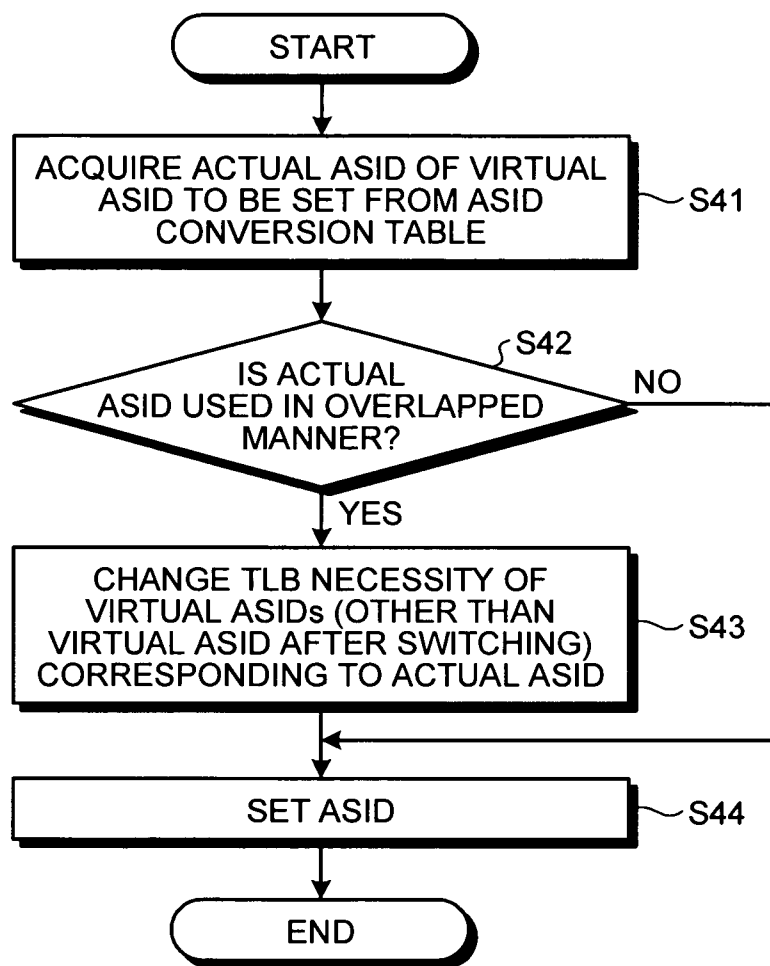 START
ACQUIRE ACTUAL ASID OF VIRTUAL
ASID TO BE SET FROM ASID
CONVERSION TABLE
S41
S42
IS ACTUAL
ASID USED IN OVERLAPPED
MANNER?
NO
YES
CHANGE TLB NECESSITY OF
VIRTUAL ASIDs (OTHER THAN
VIRTUAL ASID AFTER SWITCHING)
CORRESPONDING TO ACTUAL ASID
S43
SET ASID
S44
END